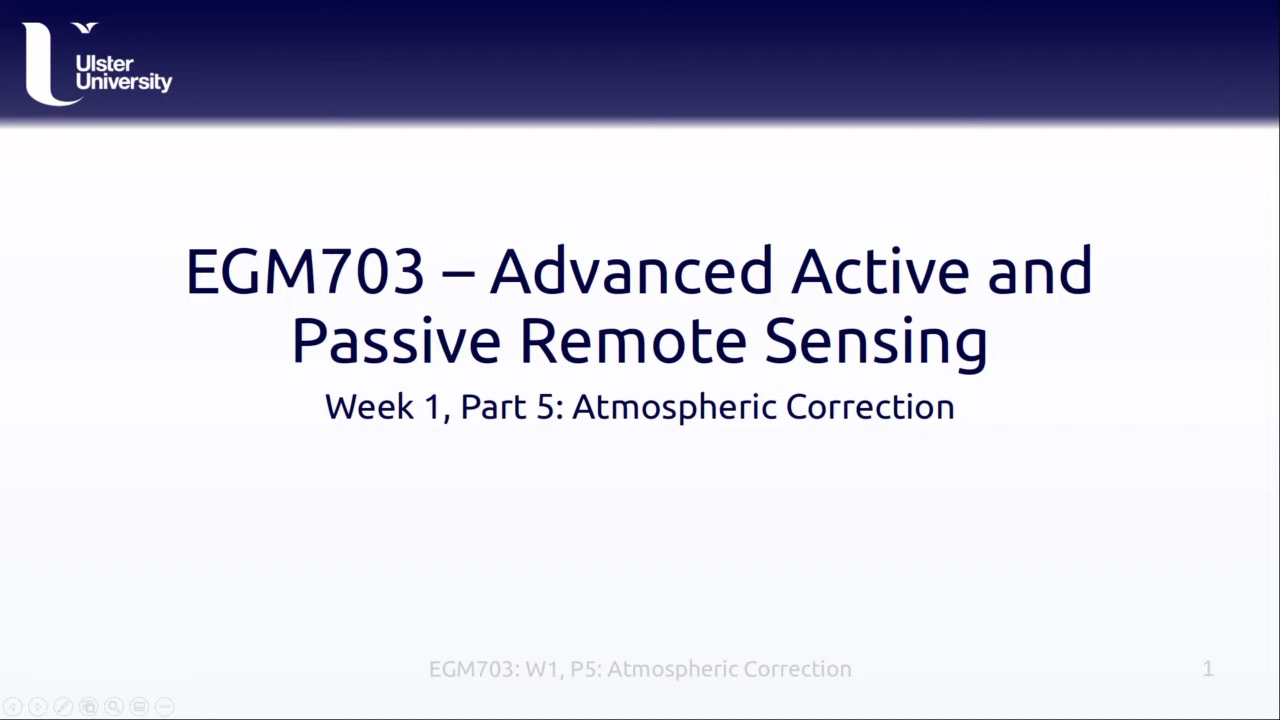 Ulster
University
EGM703 – Advanced Active and
Passive Remote Sensing
Week 1, Part 5: Atmospheric Correction
EGM703: W1, P5: Atmospheric Correction
1